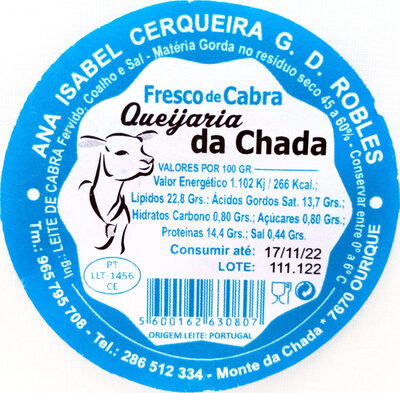 ANA ISABEL CERQUEIRA G. D. ROBLES
Ing.: LEITE DE CABRA Fervido, Coalho e Sal - Matéria Gorda no resíduo seco 45 a 60% - Conservar entre 0º a 8º C
Fresco de Cabra
Queijaria
da Chada
VALORES POR 100 GR.
Valor Energético 1.102 Kj / 266 Kcal.;
Lípidos 22,8 Grs.; Ácidos Gordos Sat. 13,7 Grs.;
Hidratos Carbono 0,80 Grs.; Açúcares 0,80 Grs.;
Proteinas 14,4 Grs.; Sal 0,44 Grs.
Consumir até: 17/11/22
LOTE: 111.122
PT
LLT-1456
CE
5 600162 630807
ORIGEM LEITE: PORTUGAL
Tm.: 965 795 708 - Tel.: 286 512 334 - Monte da Chada * 7670 OURIQUE